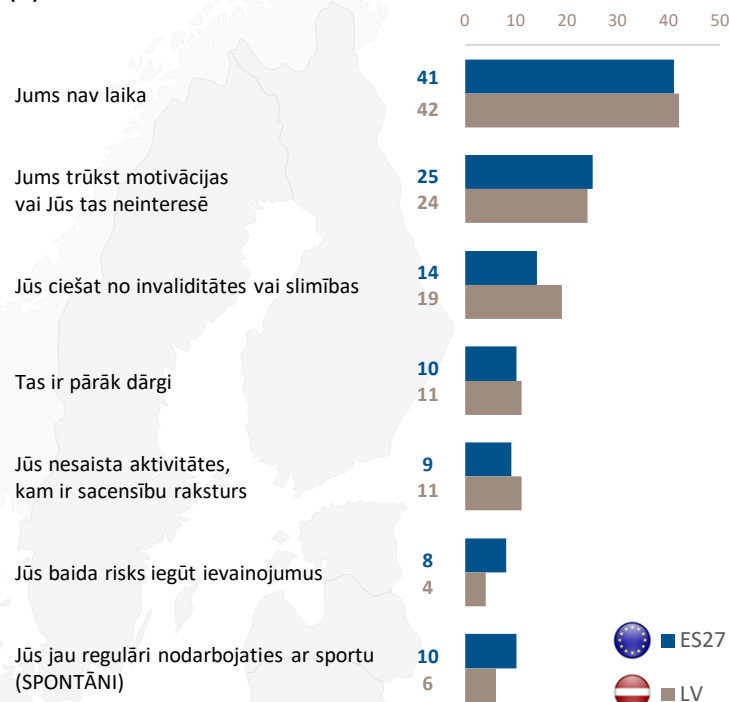 0 10 20 30 40 50
Jums nav laika
41
42
Jums trūkst motivācijas
vai Jūs tas neinteresē
25
24
Jūs ciešat no invaliditātes vai slimības
14
19
Tas ir pārāk dārgi
10
11
Jūs nesaista aktivitātes,
kam ir sacensību raksturs
9
11
Jūs baida risks iegūt ievainojumus
8
4
Jūs jau regulāri nodarbojaties ar sportu
(SPONTĀNI)
10
6
ES27
LV